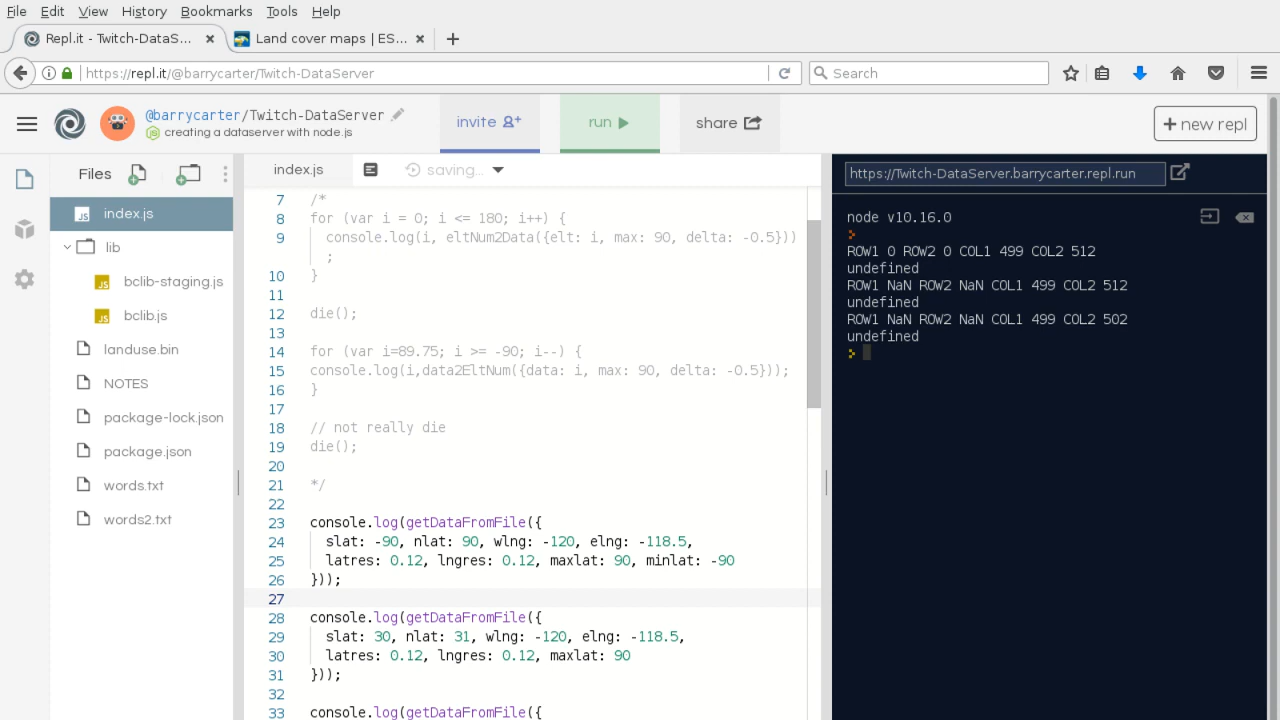 File Edit View History Bookmarks Tools Help
Repl.it - Twitch-DataS... × Land cover maps | ES... × +
https://repl.it/@barrycarter/Twitch-DataServer Search
@barrycarter/Twitch-DataServer
creating a dataserver with node.js
invite run share + new repl
Files
index.js
lib
bclib-staging.js
bclib.js
landuse.bin
NOTES
package-lock.json
package.json
words.txt
words2.txt
index.js saving...
7 /*
8 for (var i = 0; i <= 180; i++) {
9 console.log(i, eltNum2Data({elt: i, max: 90, delta: -0.5}))
;
10 }
11
12 die();
13
14 for (var i=89.75; i >= -90; i--) {
15 console.log(i,data2EltNum({data: i, max: 90, delta: -0.5}));
16 }
17
18 // not really die
19 die();
20
21 */
22
23 console.log(getDataFromFile({
24 slat: -90, nlat: 90, wlng: -120, elng: -118.5,
25 latres: 0.12, lngres: 0.12, maxlat: 90, minlat: -90
26 }));
27
28 console.log(getDataFromFile({
29 slat: 30, nlat: 31, wlng: -120, elng: -118.5,
30 latres: 0.12, lngres: 0.12, maxlat: 90
31 }));
32
33 console.log(getDataFromFile({
https://Twitch-DataServer.barrycarter.repl.run
node v10.16.0
>
ROW1 0 ROW2 0 COL1 499 COL2 512
undefined
ROW1 NaN ROW2 NaN COL1 499 COL2 512
undefined
ROW1 NaN ROW2 NaN COL1 499 COL2 502
undefined
>